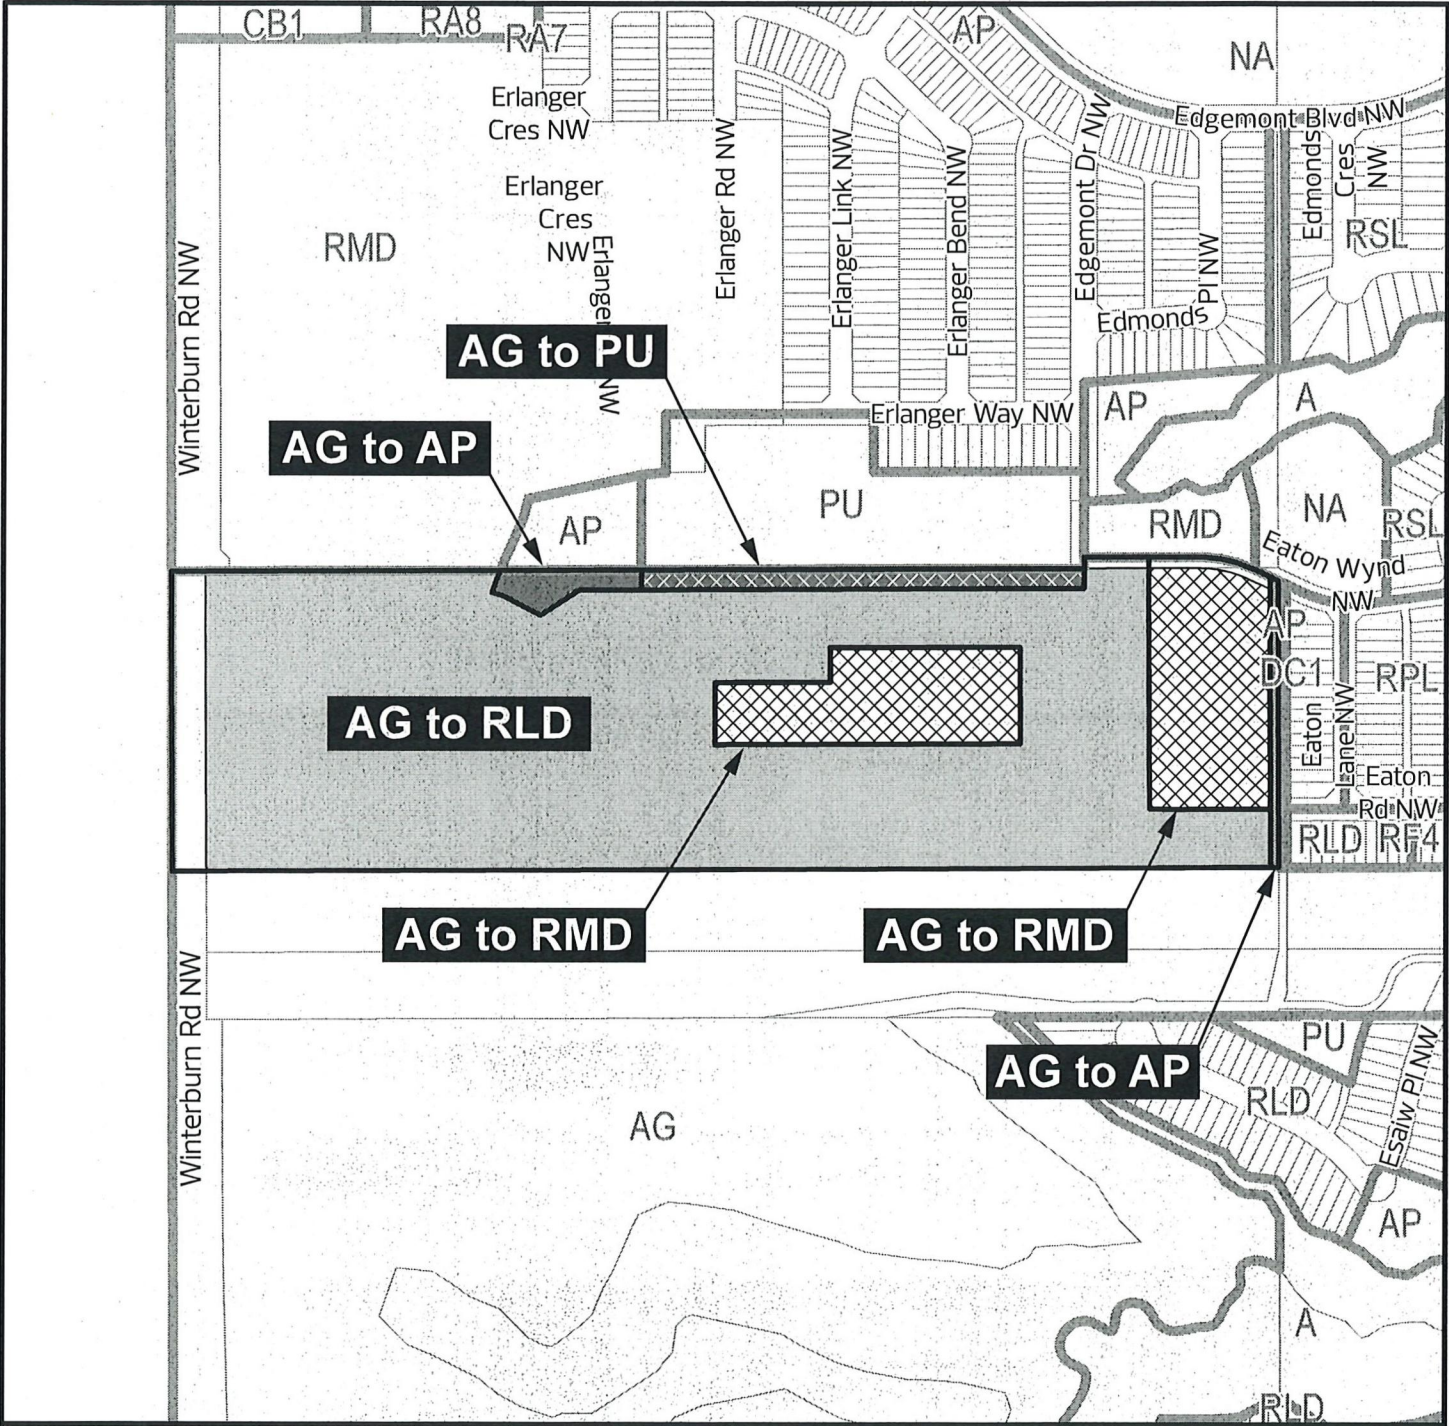 CB1
RA8
RA7
AP
NA
Erlanger
Cres NW
Edgemont Blvd NW
Erlanger
Cres
NW
Erlanger
NW
Erlanger Rd NW
Erlanger Link NW
Erlanger Bend NW
Edgemont Dr NW
Edmonds
Pl NW
Edmonds
Cres
NW
RSL
Winterburn Rd NW
RMD
AG to PU
Erlanger Way NW
AP
A
AG to AP
AP
PU
RMD
NA
RSL
Eaton Wynd
NW
AP
DC1
RPL
AG to RLD
Eaton
Lane NW
Eaton
Rd NW
RLD
RF4
AG to RMD
AG to RMD
Winterburn Rd NW
AG to AP
PU
RLD
Esaiw Pl NW
AG
AP
A
RLD